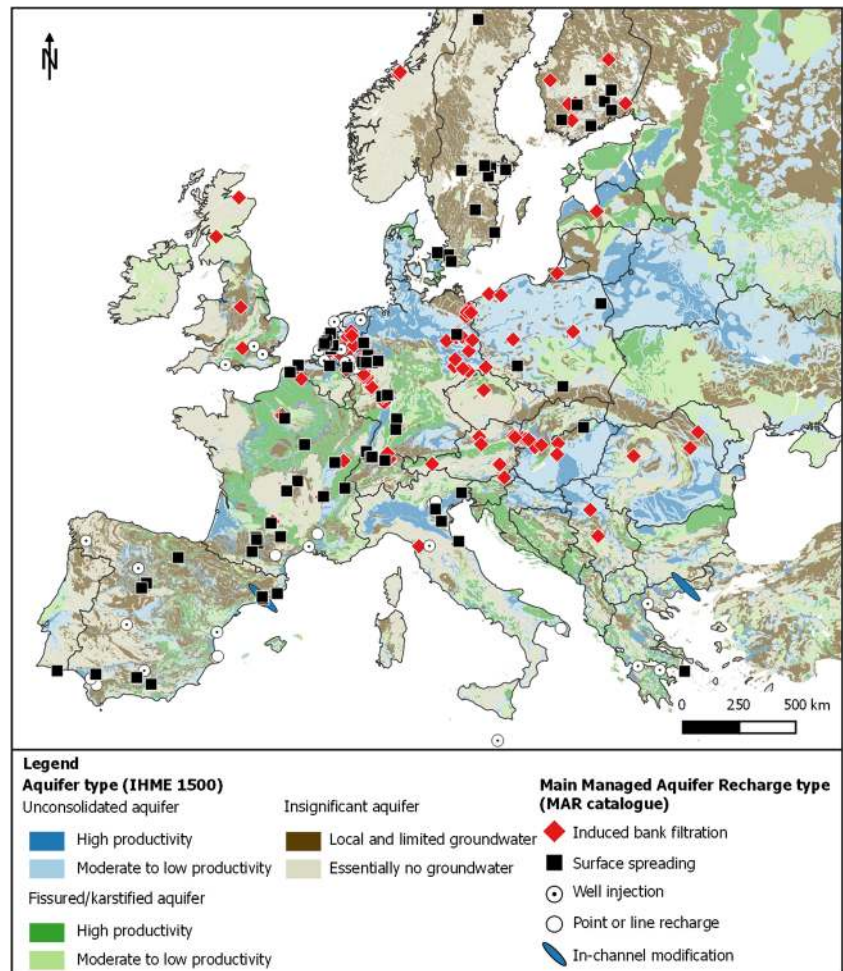 N
0 250 500 km
Legend
Aquifer type (IHME 1500)
Unconsolidated aquifer
High productivity
Moderate to low productivity
Fissured/karstified aquifer
High productivity
Moderate to low productivity
Insignificant aquifer
Local and limited groundwater
Essentially no groundwater
Main Managed Aquifer Recharge type
(MAR catalogue)
Induced bank filtration
Surface spreading
Well injection
Point or line recharge
In-channel modification